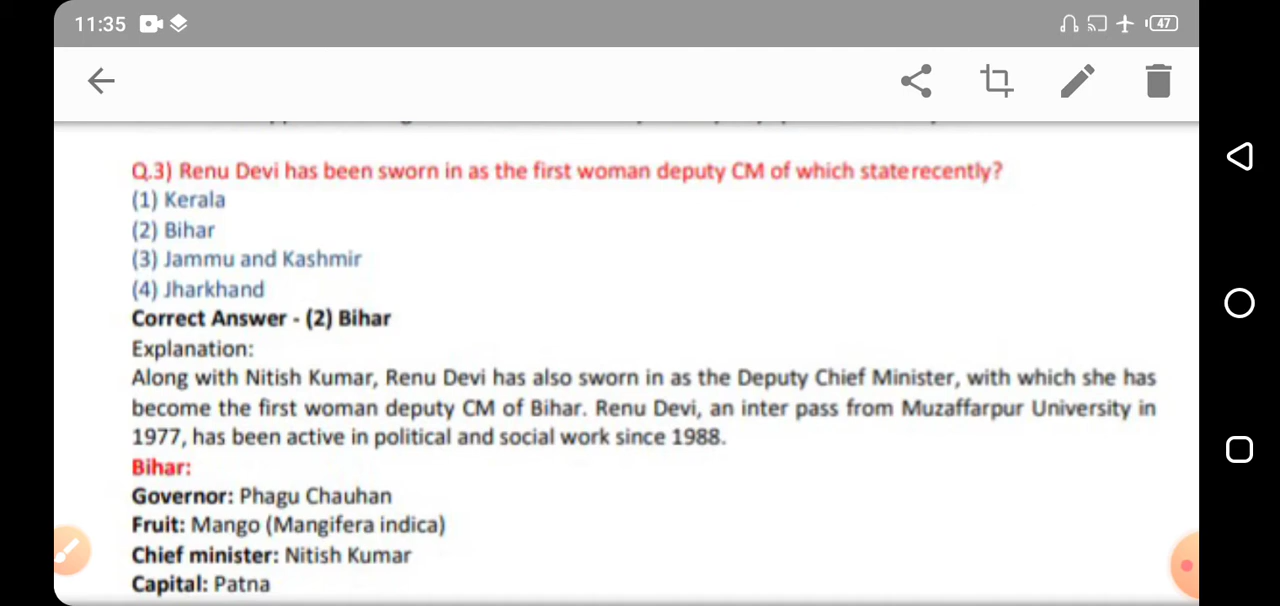 11:35
47
Q.3) Renu Devi has been sworn in as the first woman deputy CM of which state recently?
(1) Kerala
(2) Bihar
(3) Jammu and Kashmir
(4) Jharkhand
Correct Answer - (2) Bihar
Explanation:
Along with Nitish Kumar, Renu Devi has also sworn in as the Deputy Chief Minister, with which she has
become the first woman deputy CM of Bihar. Renu Devi, an inter pass from Muzaffarpur University in
1977, has been active in political and social work since 1988.
Bihar:
Governor: Phagu Chauhan
Fruit: Mango (Mangifera indica)
Chief minister: Nitish Kumar
Capital: Patna